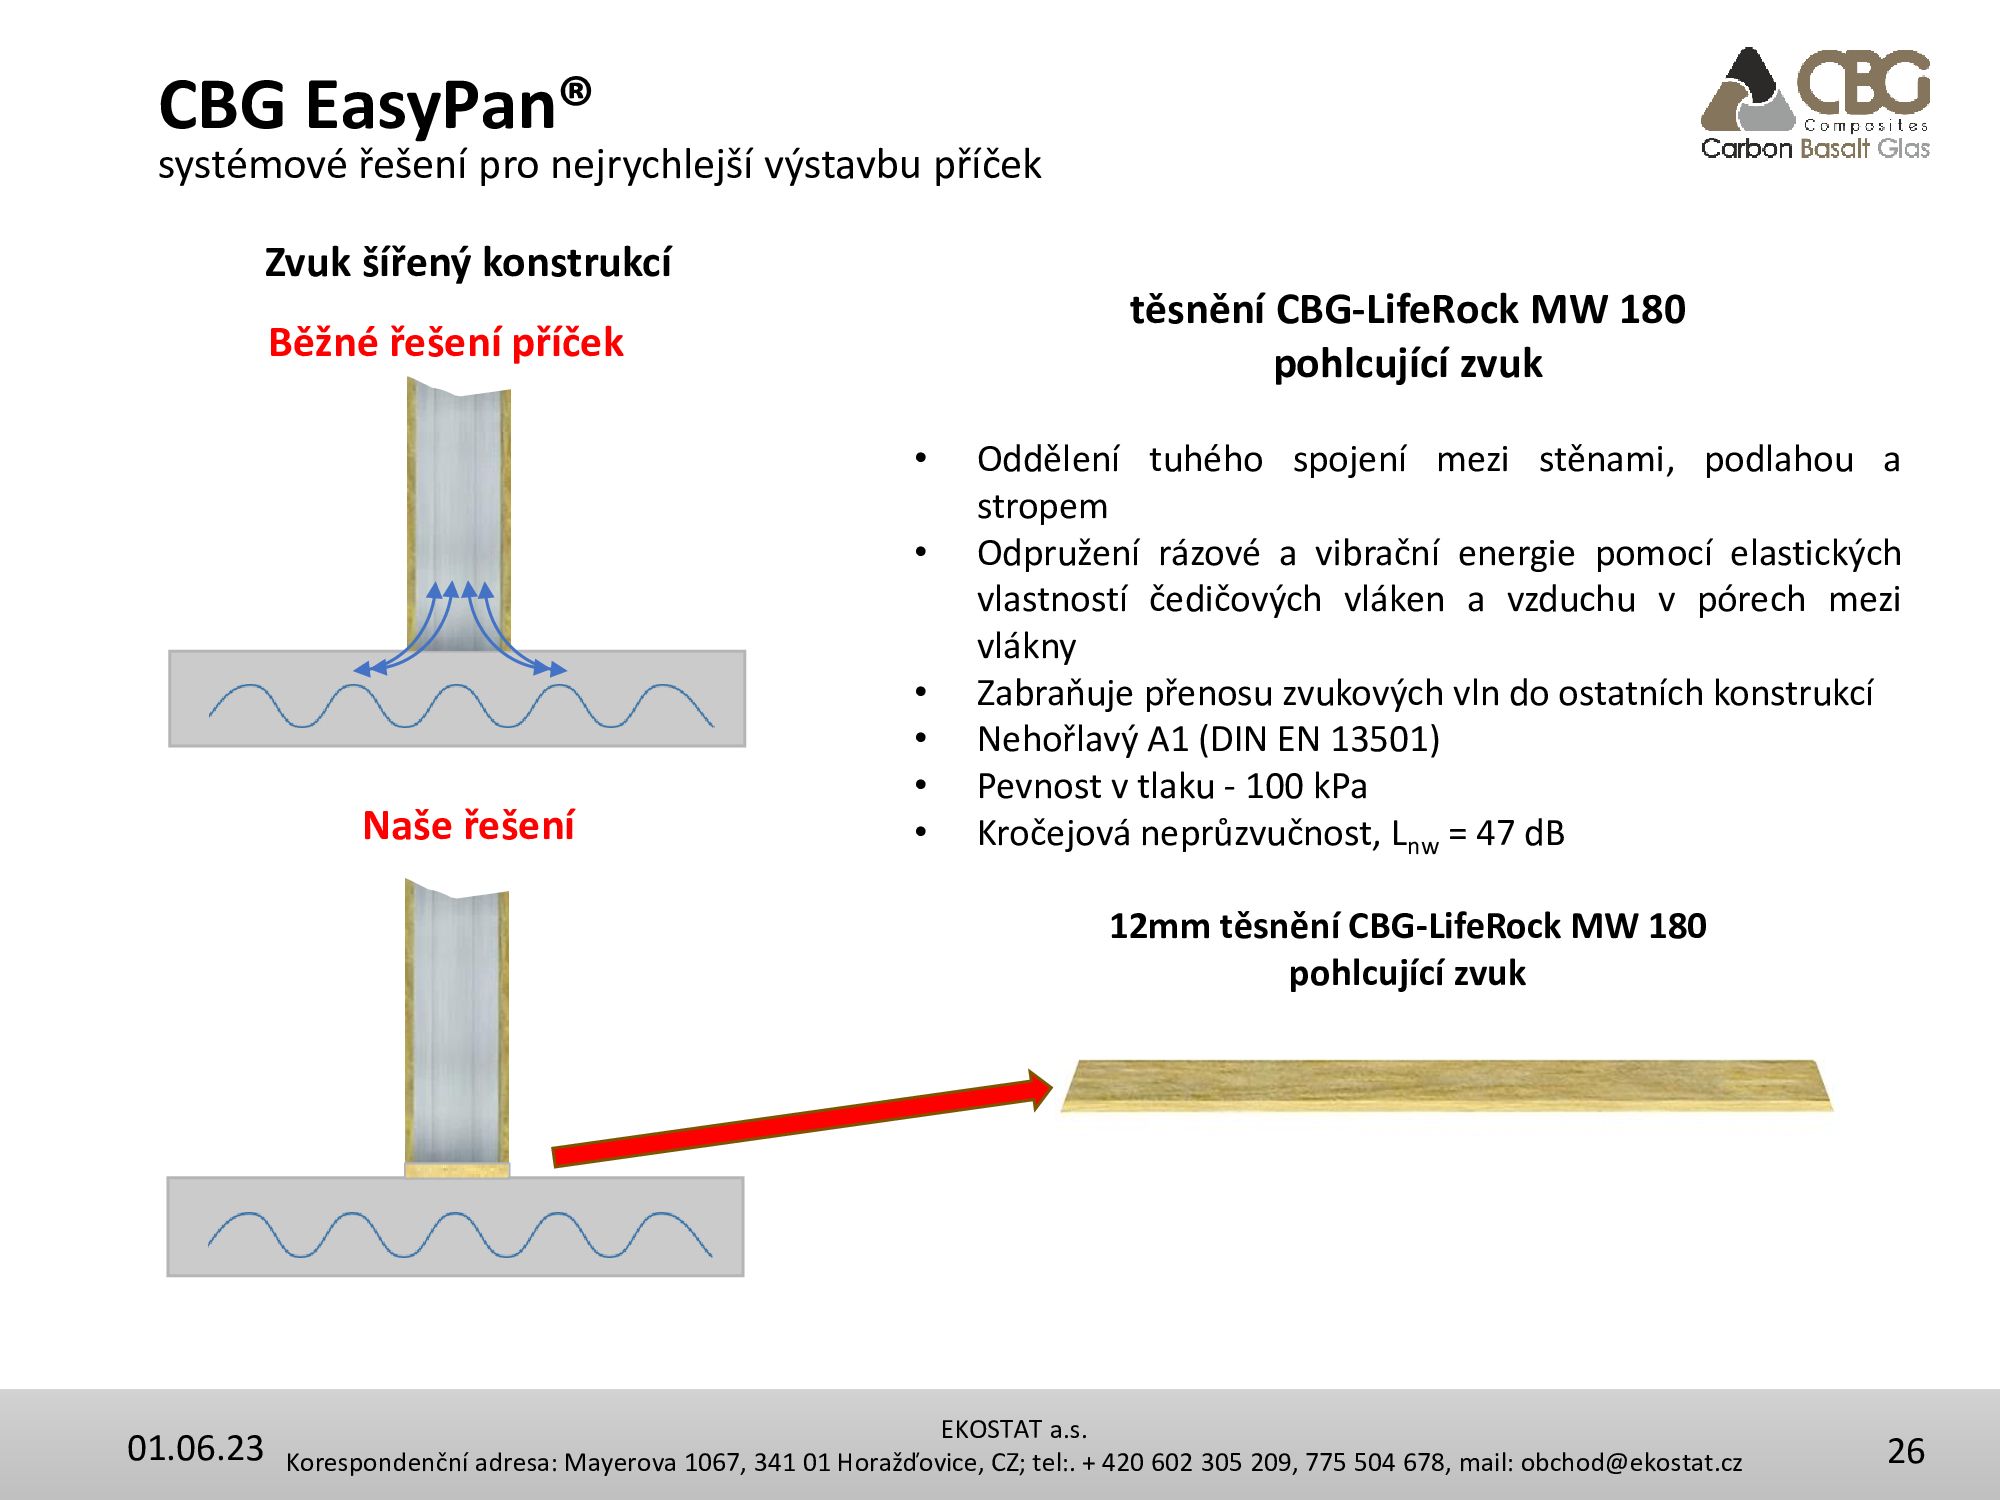 CBG EasyPan®
systémové řešení pro nejrychlejší výstavbu příček
CBG
Composites
Carbon Basalt Glas
Zvuk šířený konstrukcí
Běžné řešení příček
Naše řešení
těsnění CBG-LifeRock MW 180
pohlcující zvuk
• Oddělení tuhého spojení mezi stěnami, podlahou a
stropem
• Odpružení rázové a vibrační energie pomocí elastických
vlastností čedičových vláken a vzduchu v pórech mezi
vlákny
• Zabraňuje přenosu zvukových vln do ostatních konstrukcí
• Nehořlavý A1 (DIN EN 13501)
• Pevnost v tlaku - 100 kPa
• Kročejová neprůzvučnost, Lnw = 47 dB
12mm těsnění CBG-LifeRock MW 180
pohlcující zvuk
01.06.23
EKOSTAT a.s.
Korespondenční adresa: Mayerova 1067, 341 01 Horažďovice, CZ; tel:. + 420 602 305 209, 775 504 678, mail: obchod@ekostat.cz
26